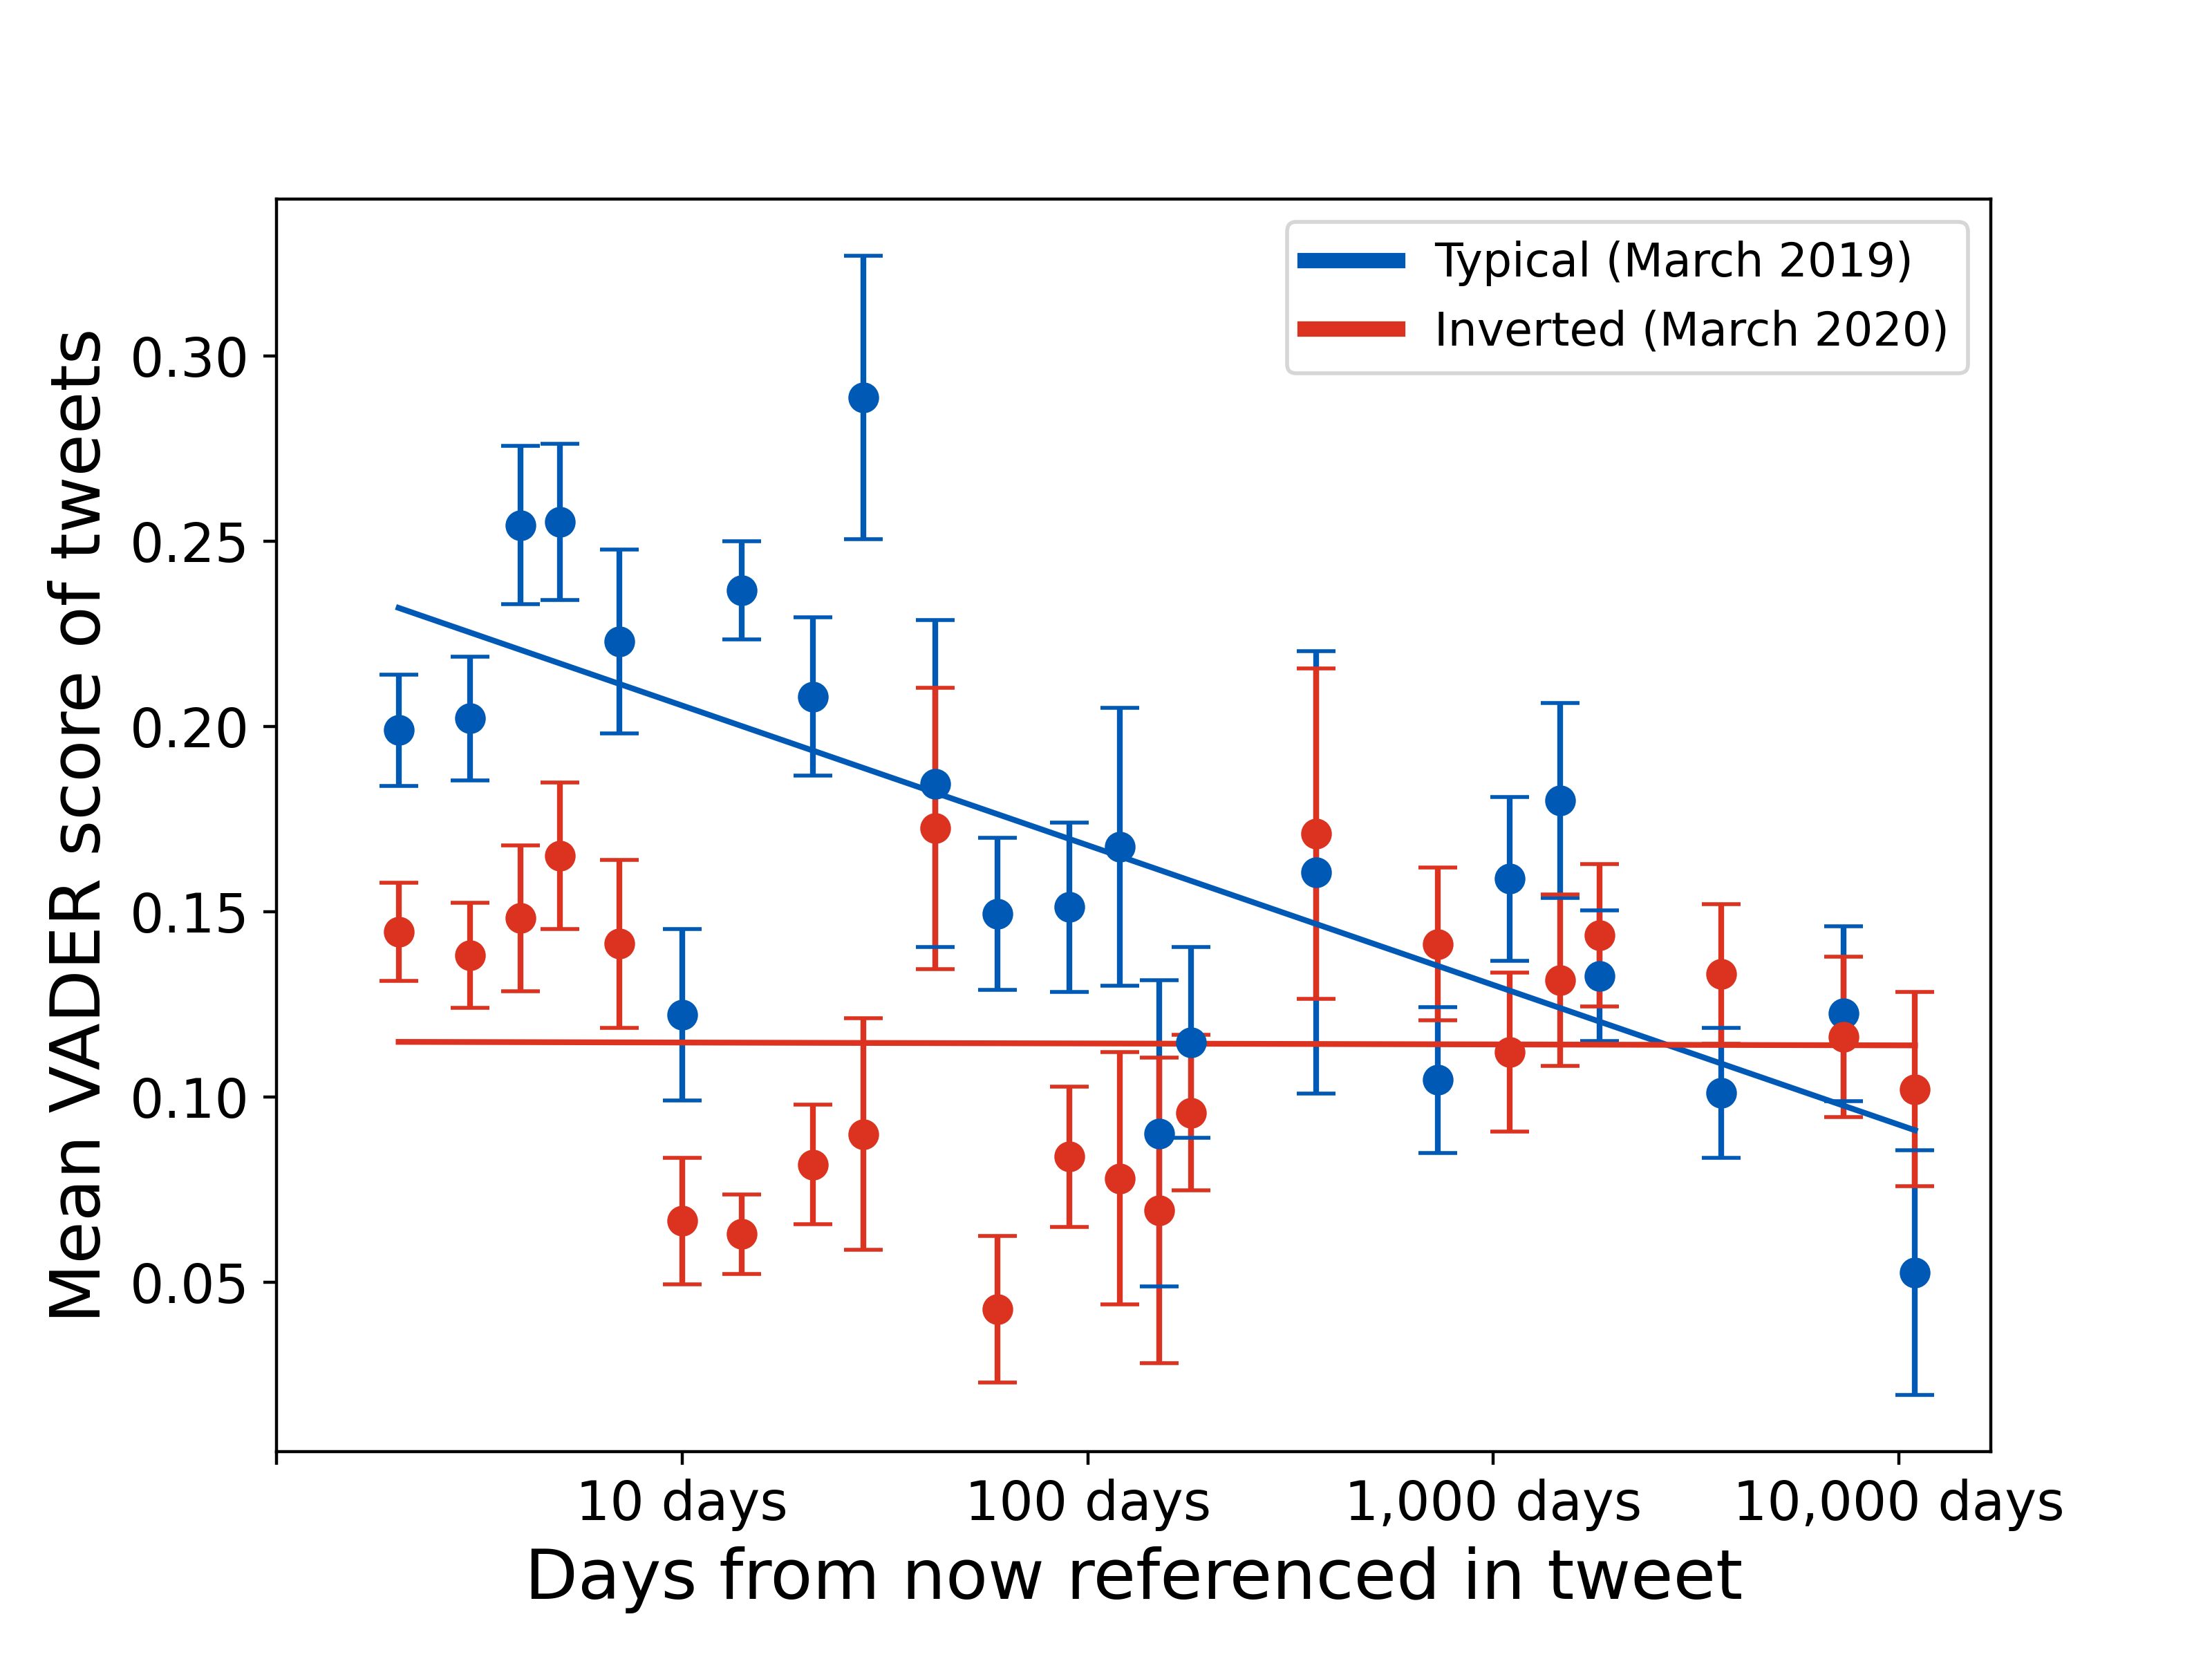 Typical (March 2019)
Inverted (March 2020)
Mean VADER score of tweets
0.30
0.25
0.20
0.15
0.10
0.05
10 days
100 days
1,000 days
10,000 days
Days from now referenced in tweet